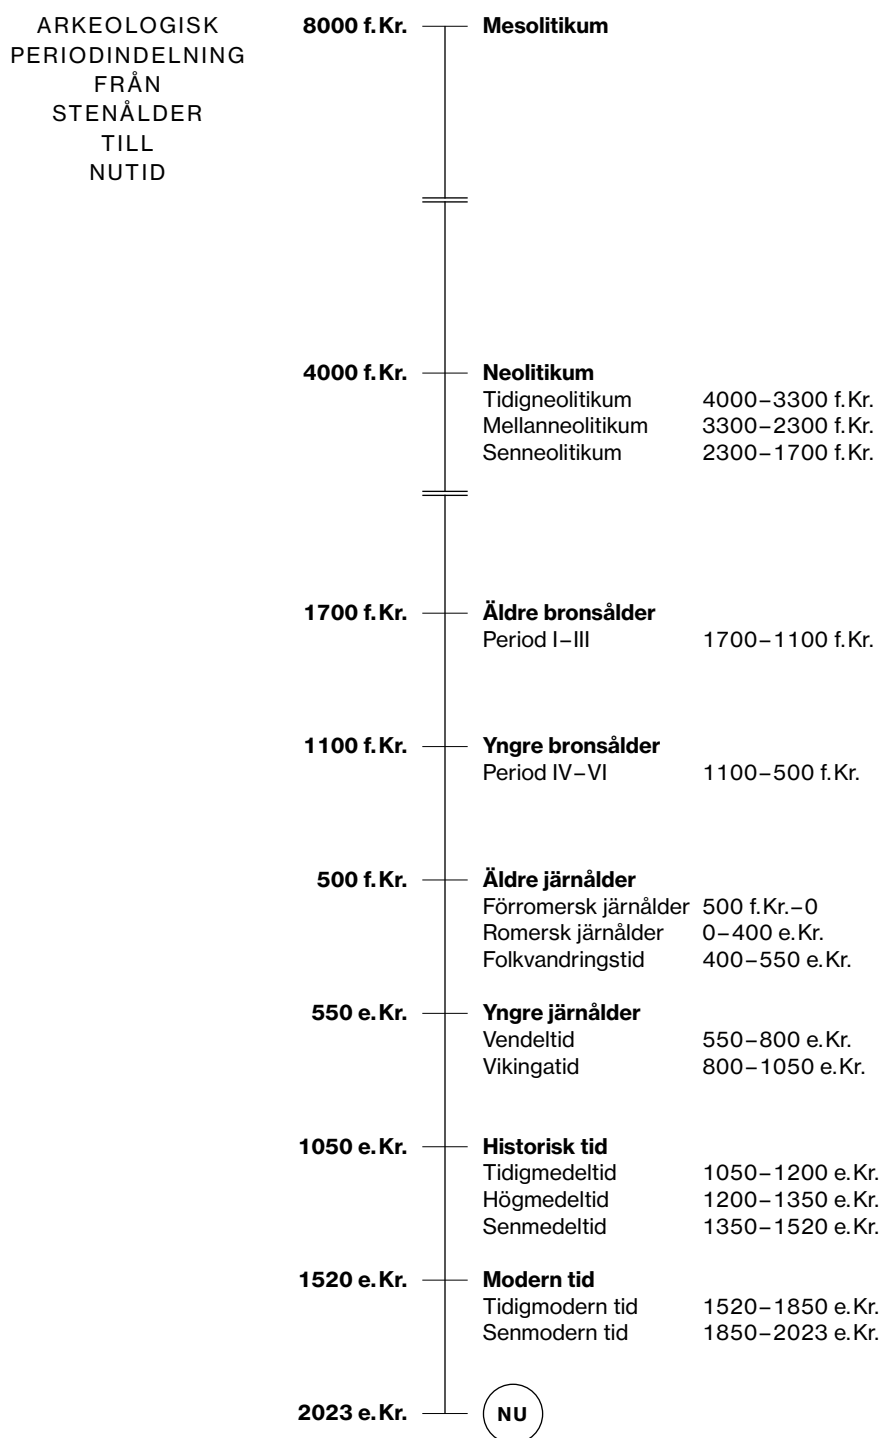 ARKEOLOGISK
PERIODINDELNING
FRÅN
STENÅLDER
TILL
NUTID
8000 f.Kr. Mesolitikum
4000 f.Kr. Neolitikum
Tidigneolitikum 4000–3300 f.Kr.
Mellanneolitikum 3300–2300 f.Kr.
Senneolitikum 2300–1700 f.Kr.
1700 f.Kr. Äldre bronsålder
Period I–III 1700–1100 f.Kr.
1100 f.Kr. Yngre bronsålder
Period IV–VI 1100–500 f.Kr.
500 f.Kr. Äldre järnålder
Förromersk järnålder 500 f.Kr.–0
Romersk järnålder 0–400 e.Kr.
Folkvandringstid 400–550 e.Kr.
550 e.Kr. Yngre järnålder
Vendeltid 550–800 e.Kr.
Vikingatid 800–1050 e.Kr.
1050 e.Kr. Historisk tid
Tidigmedeltid 1050–1200 e.Kr.
Högmedeltid 1200–1350 e.Kr.
Senmedeltid 1350–1520 e.Kr.
1520 e.Kr. Modern tid
Tidigmodern tid 1520–1850 e.Kr.
Senmodern tid 1850–2023 e.Kr.
2023 e.Kr. NU